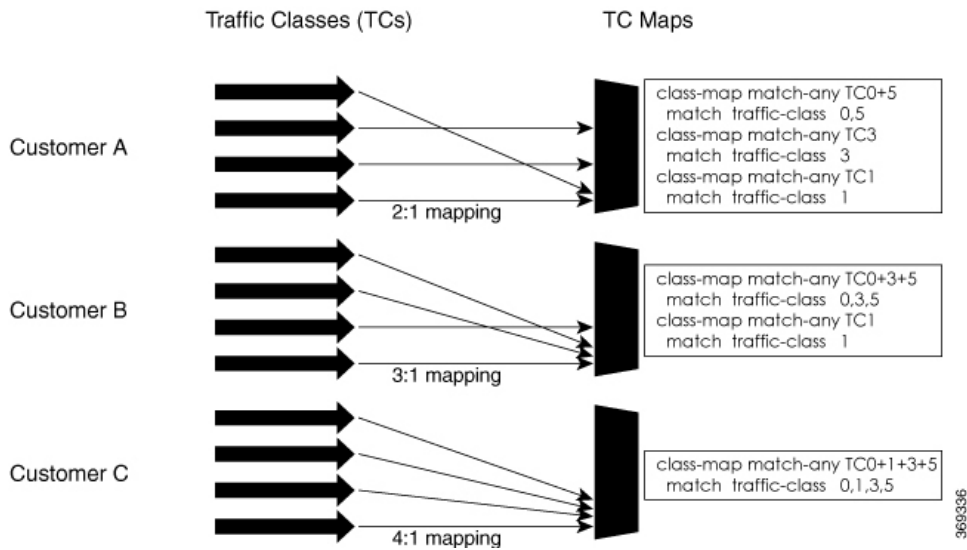 Traffic Classes (TCs)
TC Maps
Customer A
2:1 mapping
class-map match-any TC0+5
match traffic-class 0,5
class-map match-any TC3
match traffic-class 3
class-map match-any TC1
match traffic-class 1
Customer B
3:1 mapping
class-map match-any TC0+3+5
match traffic-class 0,3,5
class-map match-any TC1
match traffic-class 1
Customer C
4:1 mapping
class-map match-any TC0+1+3+5
match traffic-class 0,1,3,5
369336